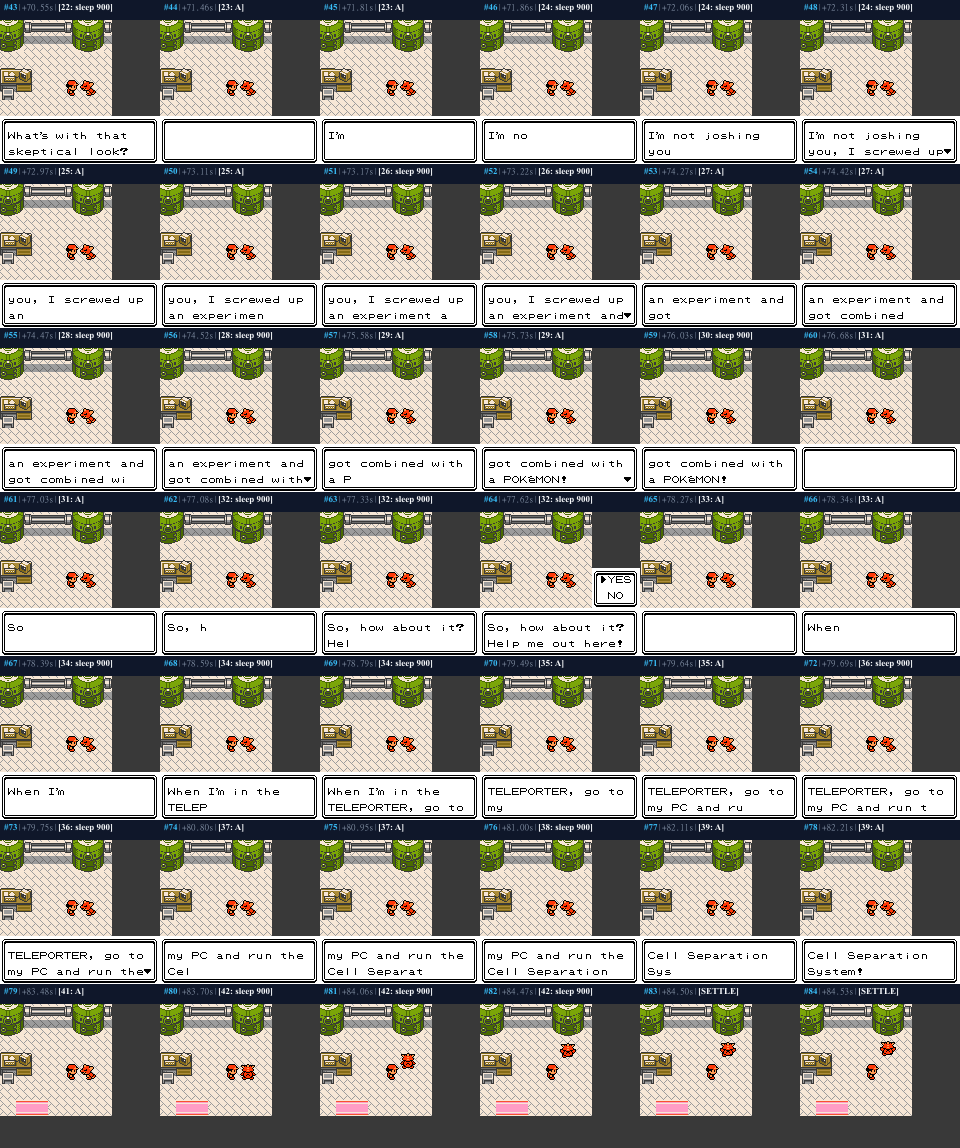 #43|+70.55s|[22: sleep 900]
#44|+71.46s|[23: A]
#45|+71.81s|[23: A]
#46|+71.86s|[24: sleep 900]
#47|+72.06s|[24: sleep 900]
#48|+72.31s|[24: sleep 900]
What's with that
skeptical look?
I'm
I'm no
I'm not joshing
you
I'm not joshing
you, I screwed up▼
#49|+72.97s|[25: A]
#50|+73.11s|[25: A]
#51|+73.17s|[26: sleep 900]
#52|+73.22s|[26: sleep 900]
#53|+74.27s|[27: A]
#54|+74.42s|[27: A]
you, I screwed up
an
you, I screwed up
an experimen
you, I screwed up
an experiment a
you, I screwed up
an experiment and▼
an experiment and
got
an experiment and
got combined
#55|+74.47s|[28: sleep 900]
#56|+74.52s|[28: sleep 900]
#57|+75.58s|[29: A]
#58|+75.73s|[29: A]
#59|+76.03s|[30: sleep 900]
#60|+76.68s|[31: A]
an experiment and
got combined wi
an experiment and
got combined with▼
got combined with
a P
got combined with
a POKéMON! ▼
got combined with
a POKéMON!
#61|+77.03s|[31: A]
#62|+77.08s|[32: sleep 900]
#63|+77.33s|[32: sleep 900]
#64|+77.62s|[32: sleep 900]
#65|+78.27s|[33: A]
#66|+78.34s|[33: A]
▶YES
NO
So
So, h
So, how about it?
Hel
So, how about it?
Help me out here!
When
#67|+78.39s|[34: sleep 900]
#68|+78.59s|[34: sleep 900]
#69|+78.79s|[34: sleep 900]
#70|+79.49s|[35: A]
#71|+79.64s|[35: A]
#72|+79.69s|[36: sleep 900]
When I'm
When I'm in the
TELEP
When I'm in the
TELEPORTER, go to
TELEPORTER, go to
my
TELEPORTER, go to
my PC and ru
TELEPORTER, go to
my PC and run t
#73|+79.75s|[36: sleep 900]
#74|+80.80s|[37: A]
#75|+80.95s|[37: A]
#76|+81.00s|[38: sleep 900]
#77|+82.11s|[39: A]
#78|+82.21s|[39: A]
TELEPORTER, go to
my PC and run the▼
my PC and run the
Cel
my PC and run the
Cell Separat
my PC and run the
Cell Separation
Cell Separation
Sys
Cell Separation
System!
#79|+83.48s|[41: A]
#80|+83.70s|[42: sleep 900]
#81|+84.06s|[42: sleep 900]
#82|+84.47s|[42: sleep 900]
#83|+84.50s|[SETTLE]
#84|+84.53s|[SETTLE]